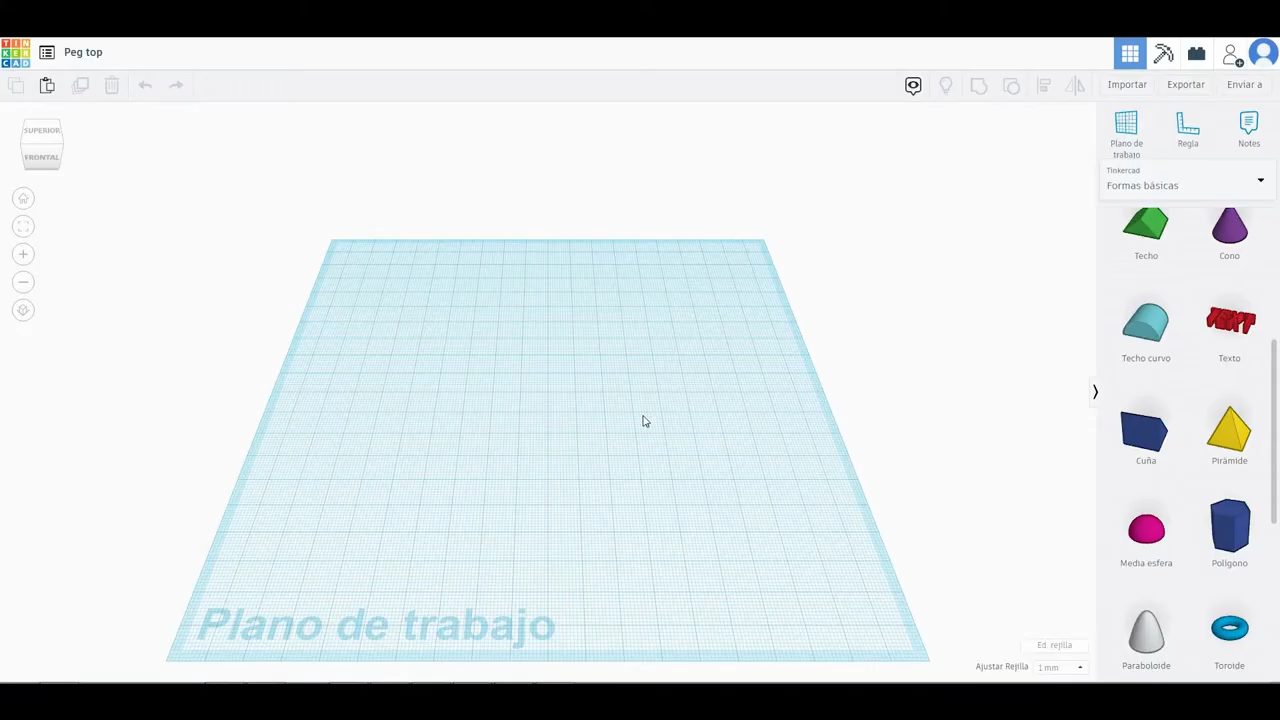 TIN
KER
CAD
Peg top
Importar
Exportar
Enviar a
SUPERIOR
FRONTAL
Plano de
trabajo
Regla
Notes
Tinkercad
Formas básicas
Techo
Cono
TEXT
Techo curvo
Texto
Cuña
Pirámide
Media esfera
Polígono
Plano de trabajo
Ed. rejilla
Paraboloide
Toroide
Ajustar Rejilla
1 mm